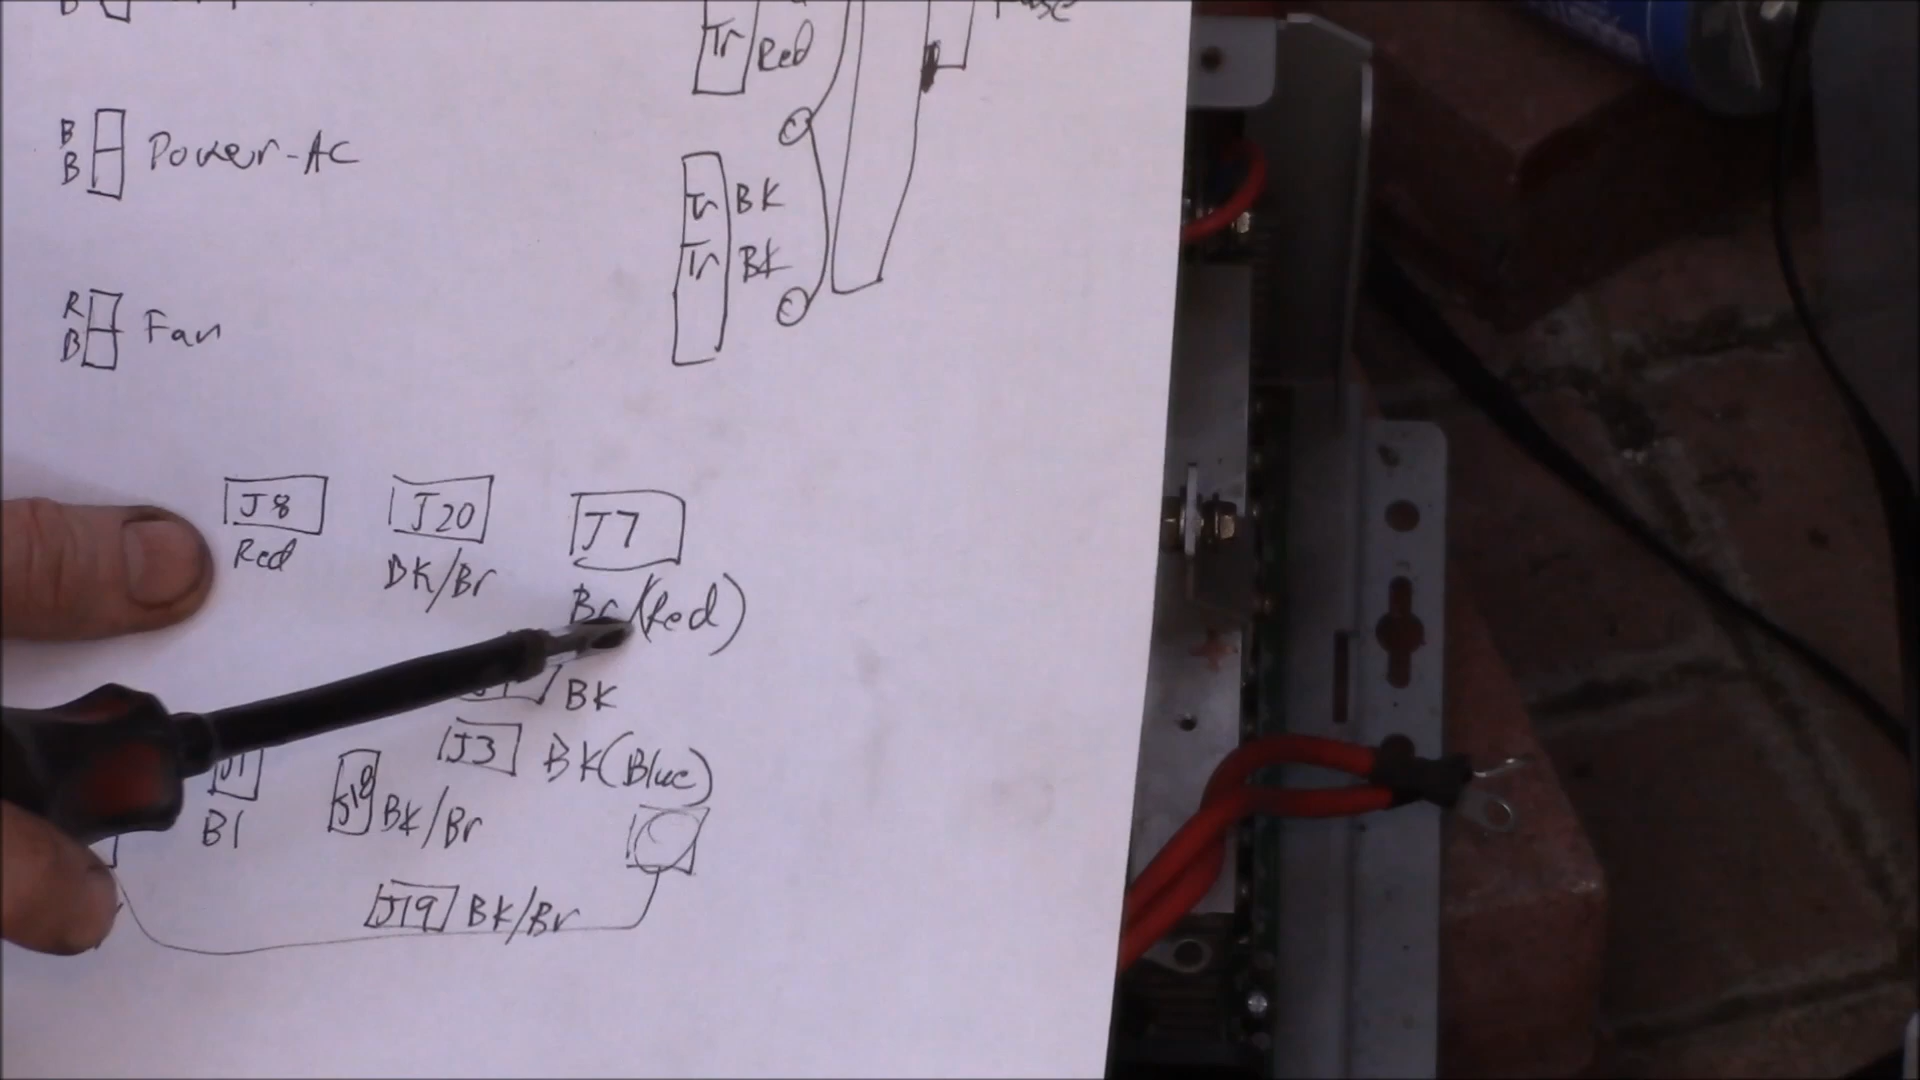 Tr Red
B
B
Power-AC
Tr BK
Tr BK
R
B
Fan
J8
J20
J7
Red
BK/Br
Br (Red)
BK
J3 BK (Blue)
J1
J18 BK/Br
B1
J19 BK/Br